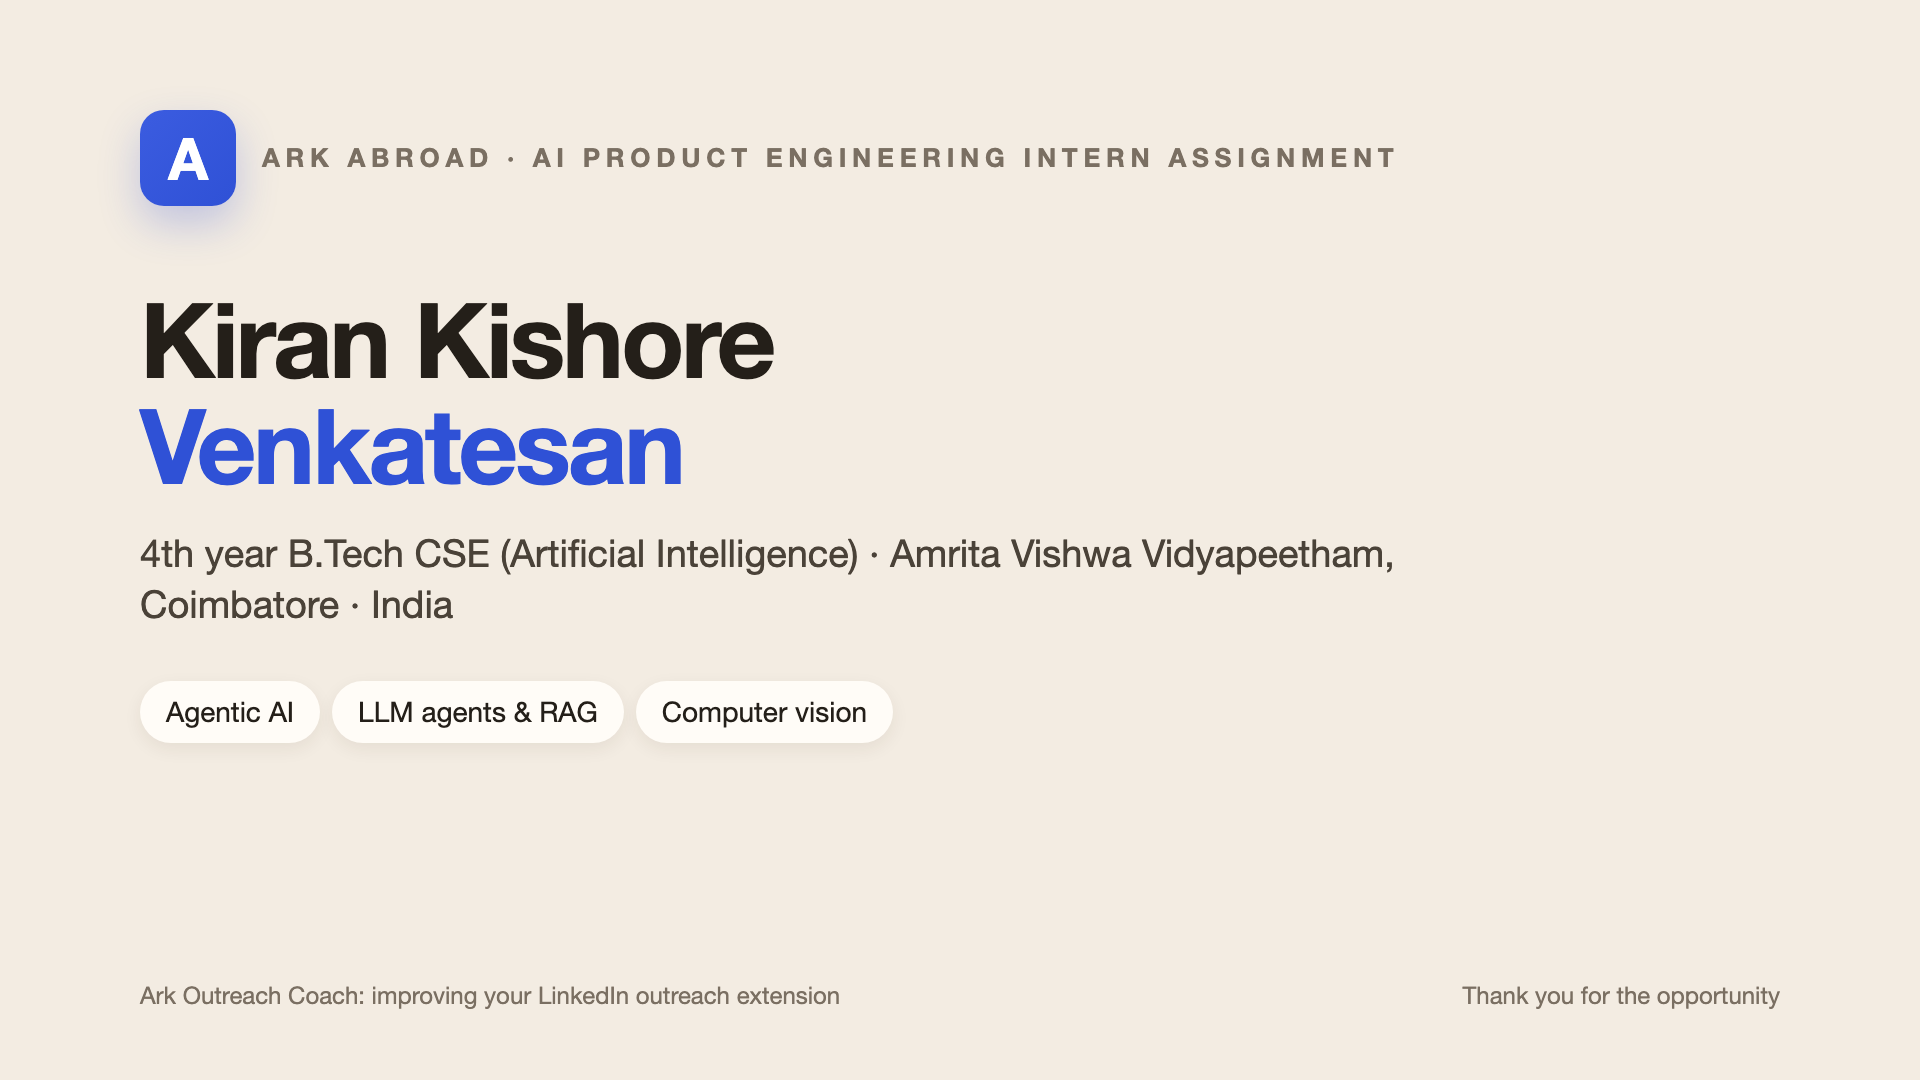 A
ARK ABROAD · AI PRODUCT ENGINEERING INTERN ASSIGNMENT
Kiran Kishore
Venkatesan
4th year B.Tech CSE (Artificial Intelligence) · Amrita Vishwa Vidyapeetham,
Coimbatore · India
Agentic AI
LLM agents & RAG
Computer vision
Ark Outreach Coach: improving your LinkedIn outreach extension
Thank you for the opportunity